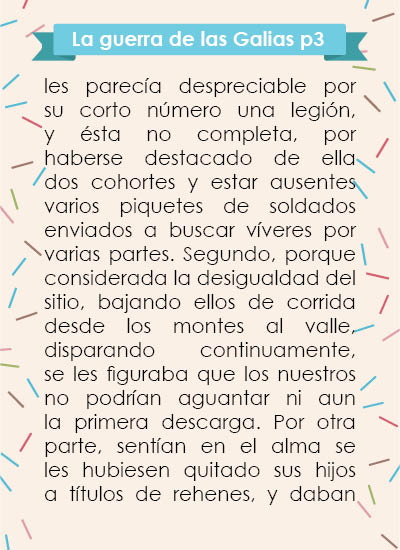 La guerra de las Galias p3
les parecía despreciable por
su corto número una legión,
y ésta no completa, por
haberse destacado de ella
dos cohortes y estar ausentes
varios piquetes de soldados
enviados a buscar víveres por
varias partes. Segundo, porque
considerada la desigualdad del
sitio, bajando ellos de corrida
desde los montes al valle,
disparando continuamente,
se les figuraba que los nuestros
no podrían aguantar ni aun
la primera descarga. Por otra
parte, sentían en el alma se
les hubiesen quitado sus hijos
a títulos de rehenes, y daban